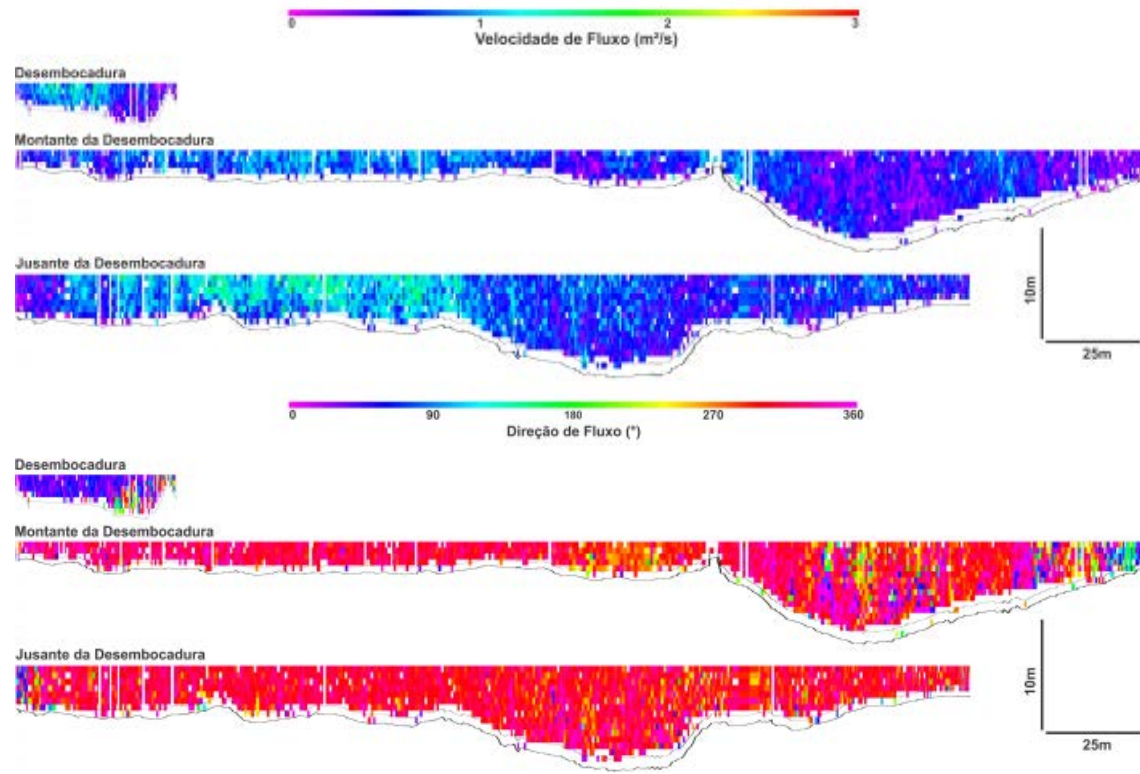 0 1 2 3
Velocidade de Fluxo (m²/s)
Desembocadura
Montante da Desembocadura
Jusante da Desembocadura
10m
25m
0 90 180 270 360
Direção de Fluxo (°)
Desembocadura
Montante da Desembocadura
Jusante da Desembocadura
10m
25m